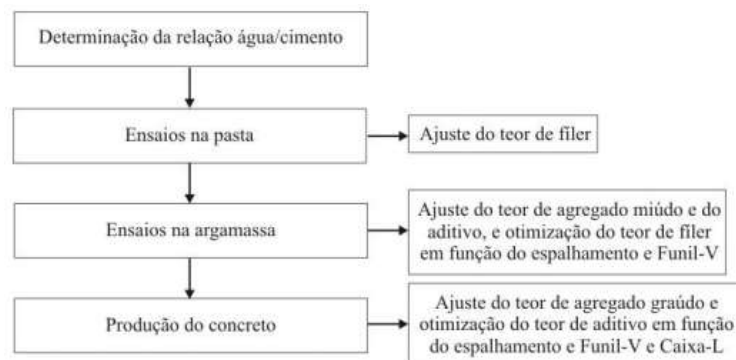 Determinação da relação água/cimento
Ensaios na pasta
Ajuste do teor de fíler
Ensaios na argamassa
Ajuste do teor de agregado miúdo e do
aditivo, e otimização do teor de fíler
em função do espalhamento e Funil-V
Produção do concreto
Ajuste do teor de agregado graúdo e
otimização do teor de aditivo em função
do espalhamento e Funil-V e Caixa-L